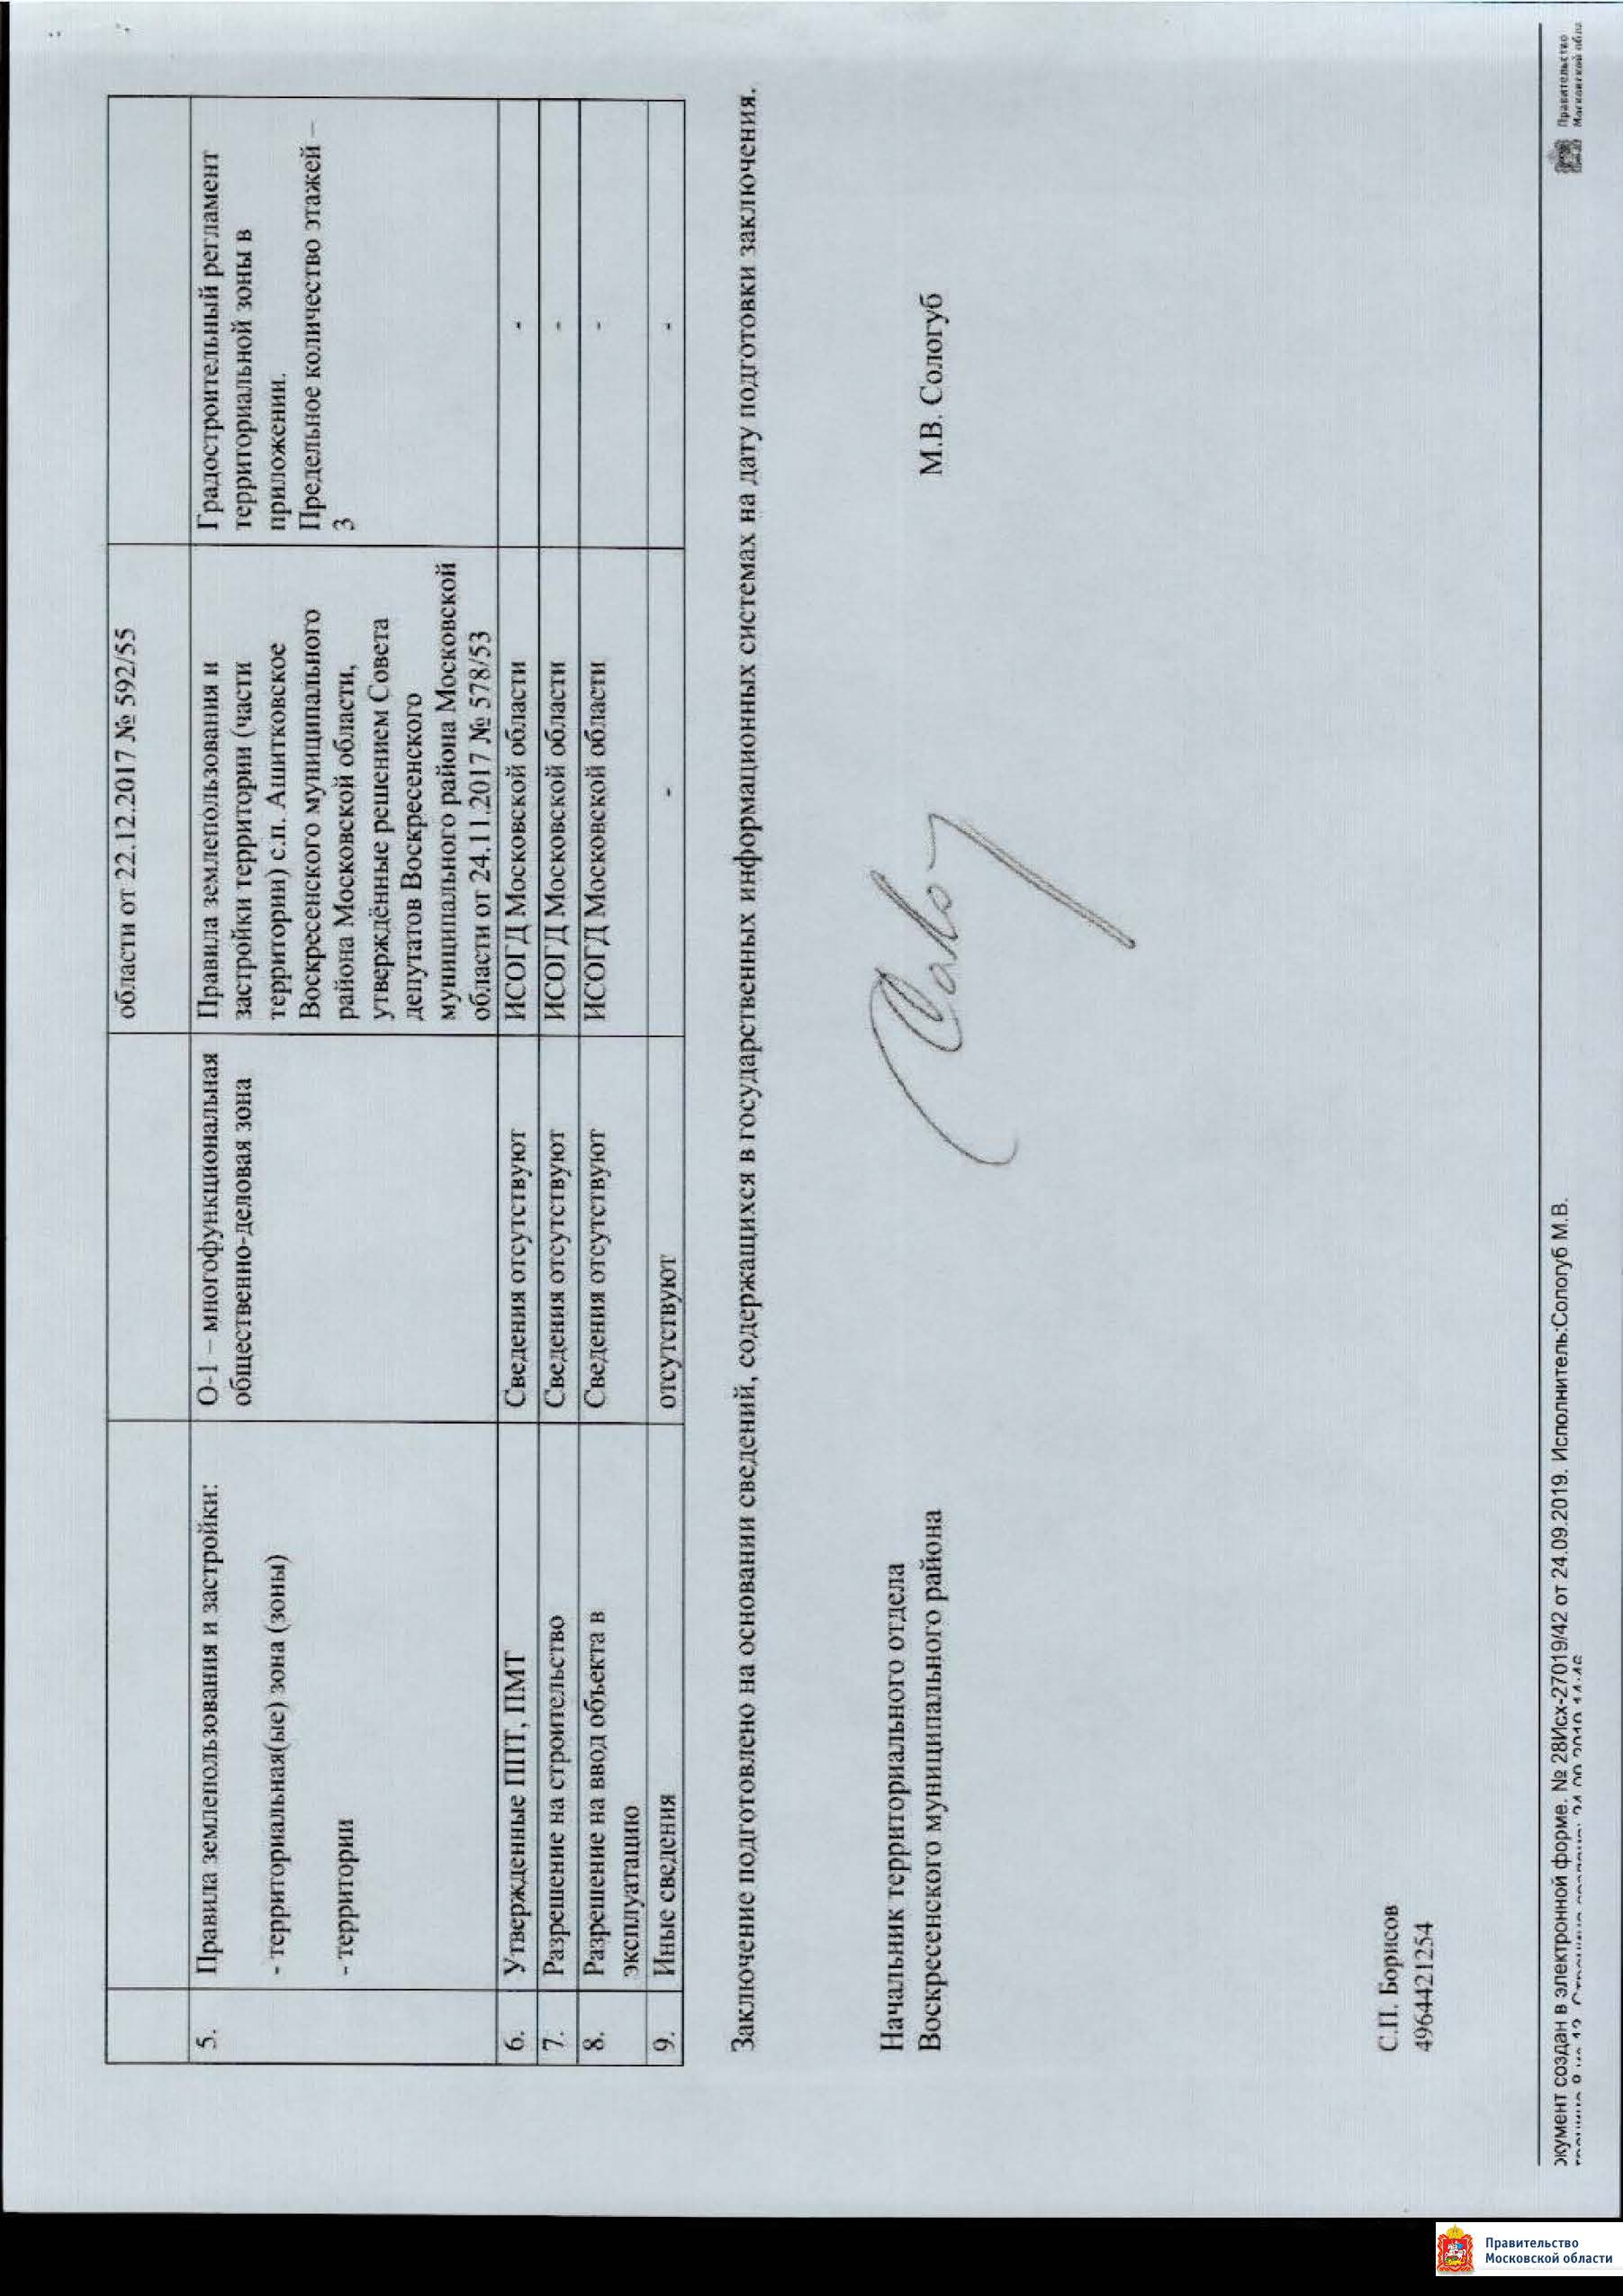 области от 22.12.2017 № 592/55
5.
Правила землепользования и застройки:
- территориальная(ые) зона (зоны)
- территории
О-1 – многофункциональная
общественно-деловая зона
Правила землепользования и
застройки территории (части
территории) с.п. Ашитковское
Воскресенского муниципального
района Московской области,
утверждённые решением Совета
депутатов Воскресенского
муниципального района Московской
области от 24.11.2017 № 578/53
Градостроительный регламент
территориальной зоны в
приложении.
Предельное количество этажей –
3
6. Утвержденные ППТ, ПМТ Сведения отсутствуют ИСОГД Московской области -
7. Разрешение на строительство Сведения отсутствуют ИСОГД Московской области -
8. Разрешение на ввод объекта в Сведения отсутствуют ИСОГД Московской области -
эксплуатацию
9. Иные сведения отсутствуют - -
Заключение подготовлено на основании сведений, содержащихся в государственных информационных системах на дату подготовки заключения.
Начальник территориального отдела
Воскресенского муниципального района М.В. Сологуб
С.П. Борисов
4964421254
окумент создан в электронной форме. № 28Исх-27019/42 от 24.09.2019. Исполнитель:Сологуб М.В.
Правительство
Московской обла
Правительство
Московской области